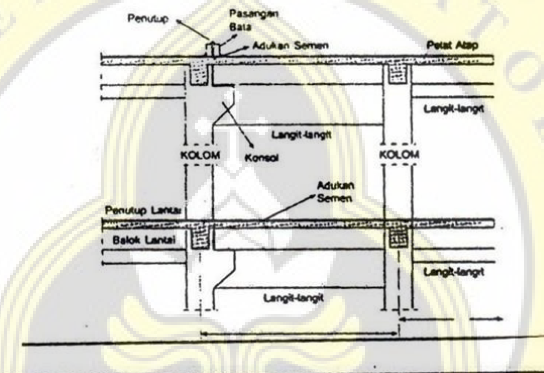 Penutup
Pasangan
Bata
Adukan Semen
Pelat Atap
Langit-langit
Langit-langit
KOLOM
KOLOM
Konsol
Adukan
Semen
Penutup Lantai
Balok Lantai
Langit-langit
Langit-langit